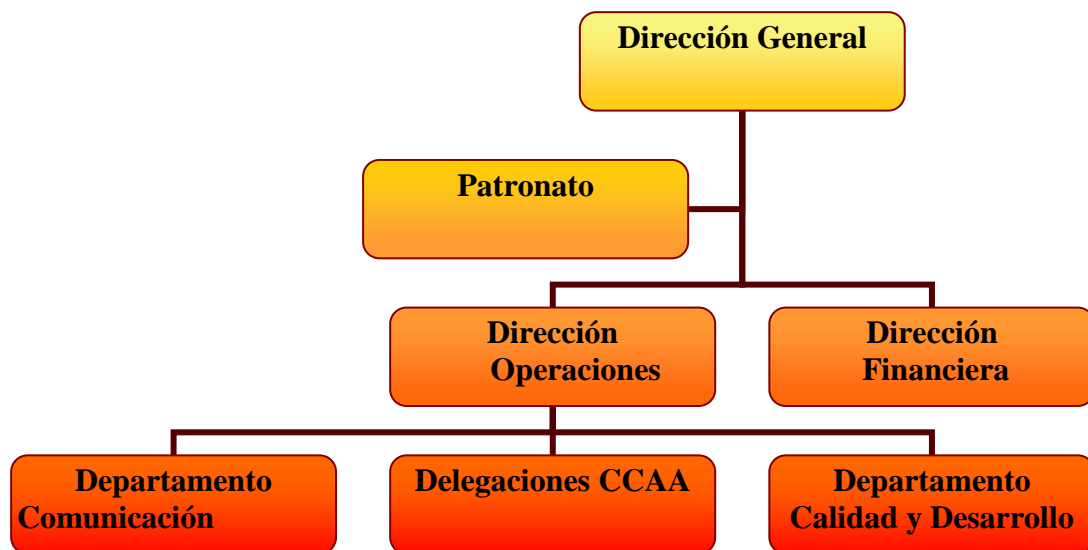 Dirección General
Patronato
Dirección
Operaciones
Dirección
Financiera
Departamento
Comunicación
Delegaciones CCAA
Departamento
Calidad y Desarrollo